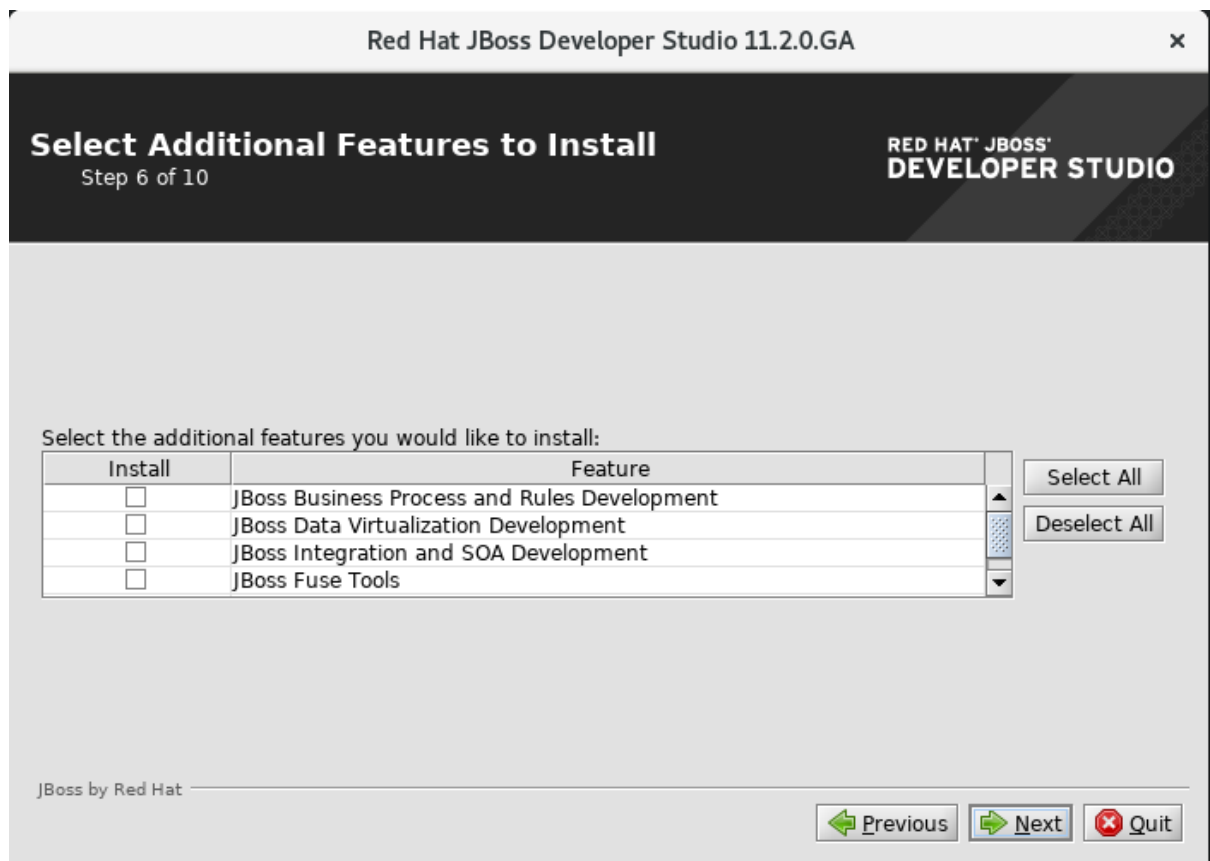 Red Hat JBoss Developer Studio 11.2.0.GA
Select Additional Features to Install
Step 6 of 10
RED HAT® JBOSS®
DEVELOPER STUDIO
Select the additional features you would like to install:
Install Feature
JBoss Business Process and Rules Development
JBoss Data Virtualization Development
JBoss Integration and SOA Development
JBoss Fuse Tools
Select All
Deselect All
JBoss by Red Hat
Previous Next Quit